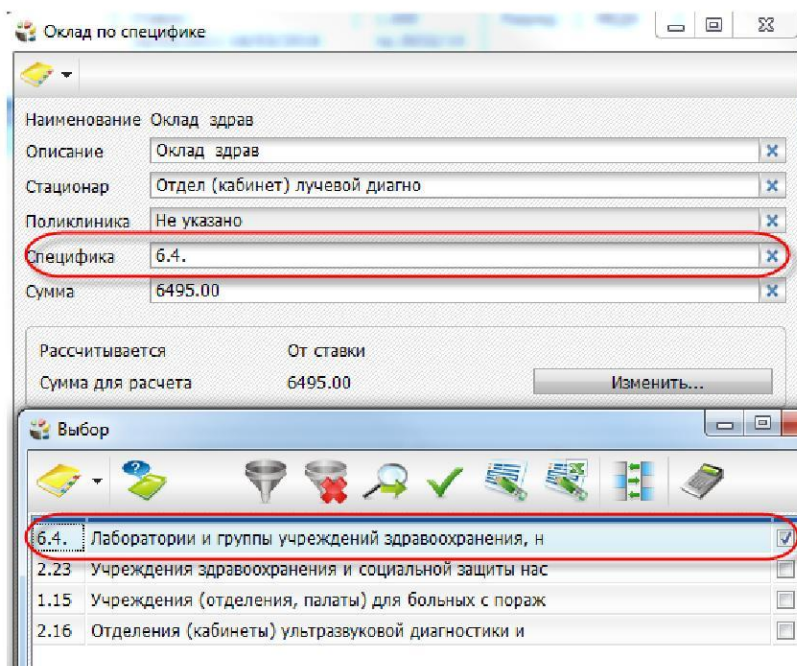 Оклад по специфике
Наименование Оклад здрав
Описание Оклад здрав
Стационар Отдел (кабинет) лучевой диагно
Поликлиника Не указано
Специфика 6.4.
Сумма 6495.00
Рассчитывается От ставки
Сумма для расчета 6495.00 Изменить...
Выбор
6.4. Лаборатории и группы учреждений здравоохранения, н
2.23 Учреждения здравоохранения и социальной защиты нас
1.15 Учреждения (отделения, палаты) для больных с пораж
2.16 Отделения (кабинеты) ультразвуковой диагностики и